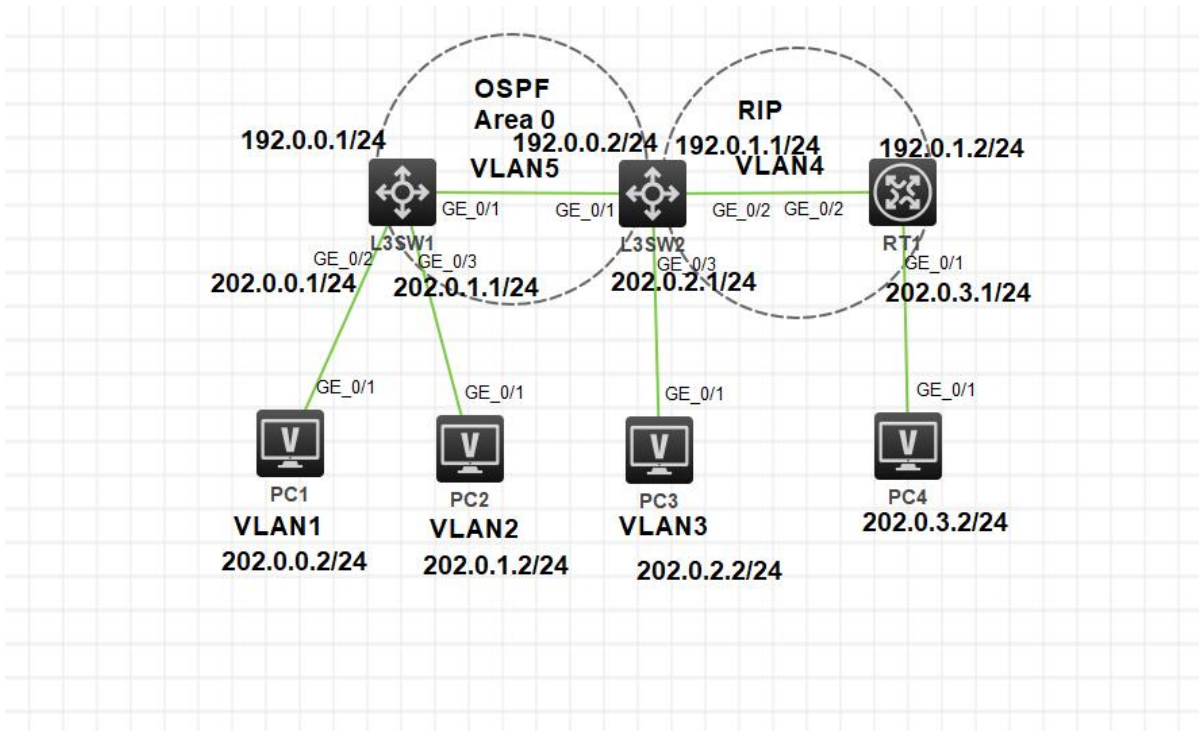 OSPF
Area 0
RIP
192.0.0.1/24
192.0.0.2/24
192.0.1.1/24
192.0.1.2/24
VLAN5
VLAN4
GE_0/1
GE_0/1
GE_0/2
GE_0/2
L3SW1
L3SW2
RT1
GE_0/2
GE_0/3
GE_0/3
GE_0/1
202.0.0.1/24
202.0.1.1/24
202.0.2.1/24
202.0.3.1/24
GE_0/1
GE_0/1
GE_0/1
GE_0/1
V
V
V
V
PC1
PC2
PC3
PC4
VLAN1
VLAN2
VLAN3
202.0.3.2/24
202.0.0.2/24
202.0.1.2/24
202.0.2.2/24